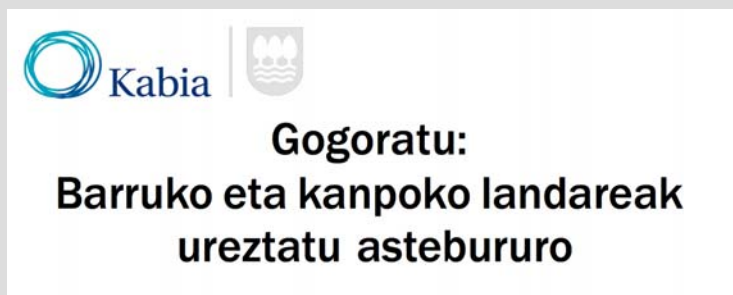 Kabia
Gogoratu:
Barruko eta kanpoko landareak
ureztatu astebururo